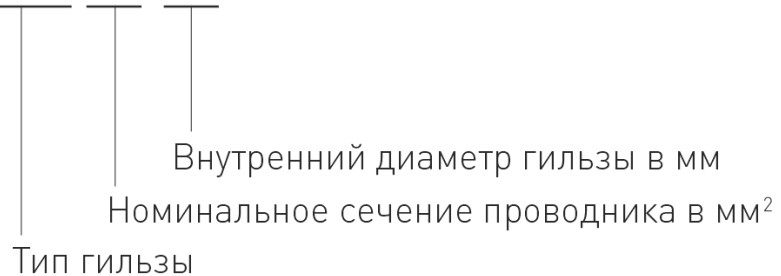 Внутренний диаметр гильзы в мм
Номинальное сечение проводника в мм²
Тип гильзы